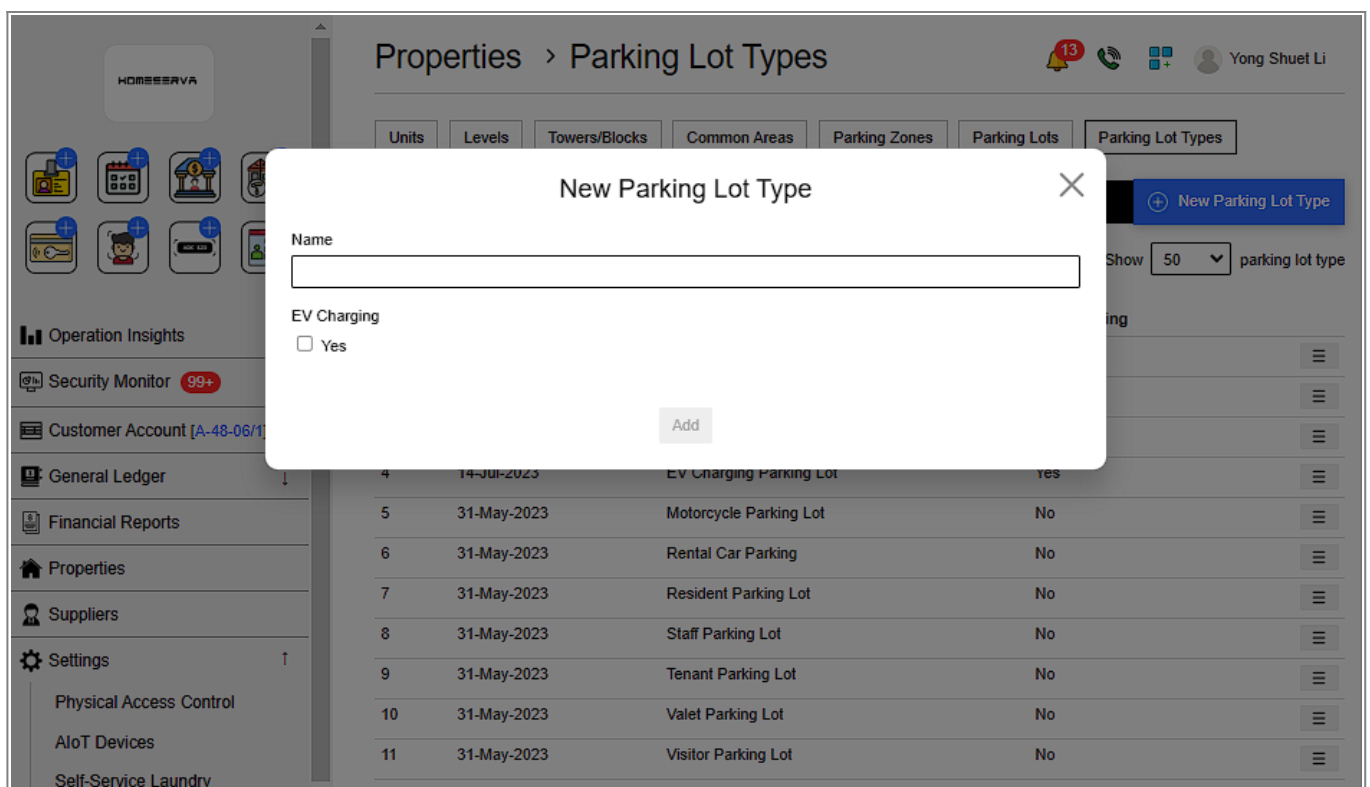 HOMESERVA
Properties > Parking Lot Types
13
Yong Shuet Li
Units Levels Towers/Blocks Common Areas Parking Zones Parking Lots Parking Lot Types
New Parking Lot Type
New Parking Lot Type
Name
Show 50 parking lot type
EV Charging
Yes
ing
Add
Operation Insights
Security Monitor 99+
Customer Account [A-48-06/1]
General Ledger ↓
Financial Reports
Properties
Suppliers
Settings ↑
Physical Access Control
AIoT Devices
Self-Service Laundry
4 14-Jul-2023 EV Charging Parking Lot Yes
5 31-May-2023 Motorcycle Parking Lot No
6 31-May-2023 Rental Car Parking No
7 31-May-2023 Resident Parking Lot No
8 31-May-2023 Staff Parking Lot No
9 31-May-2023 Tenant Parking Lot No
10 31-May-2023 Valet Parking Lot No
11 31-May-2023 Visitor Parking Lot No